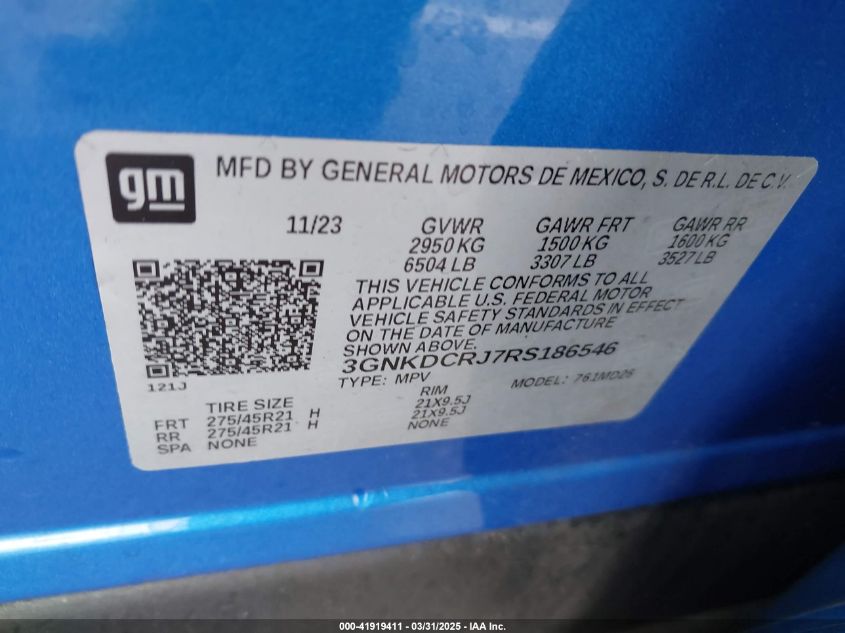 gm
MFD BY GENERAL MOTORS DE MEXICO, S. DE R.L. DE C.V.
11/23 GVWR GAWR FRT GAWR RR
2950 KG 1500 KG 1600 KG
6504 LB 3307 LB 3527 LB
THIS VEHICLE CONFORMS TO ALL
APPLICABLE U.S. FEDERAL MOTOR
VEHICLE SAFETY STANDARDS IN EFFECT
ON THE DATE OF MANUFACTURE
SHOWN ABOVE.
3GNKDCRJ7RS186546
121J
TYPE: MPV MODEL: 761MD26
TIRE SIZE RIM
FRT 275/45R21 H 21X9.5J
RR 275/45R21 H 21X9.5J
SPA NONE NONE
000-41919411 - 03/31/2025 - IAA Inc.